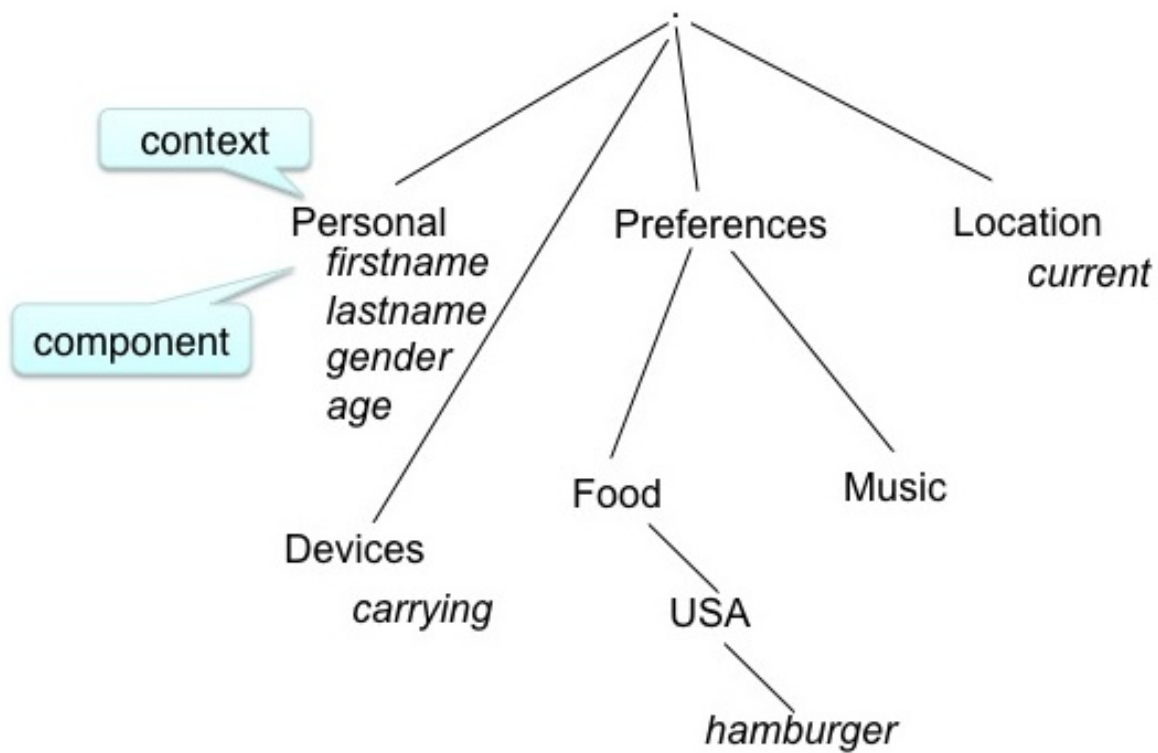 .
context
Personal
Preferences
Location
firstname
current
lastname
component
gender
age
Food
Music
Devices
carrying
USA
hamburger